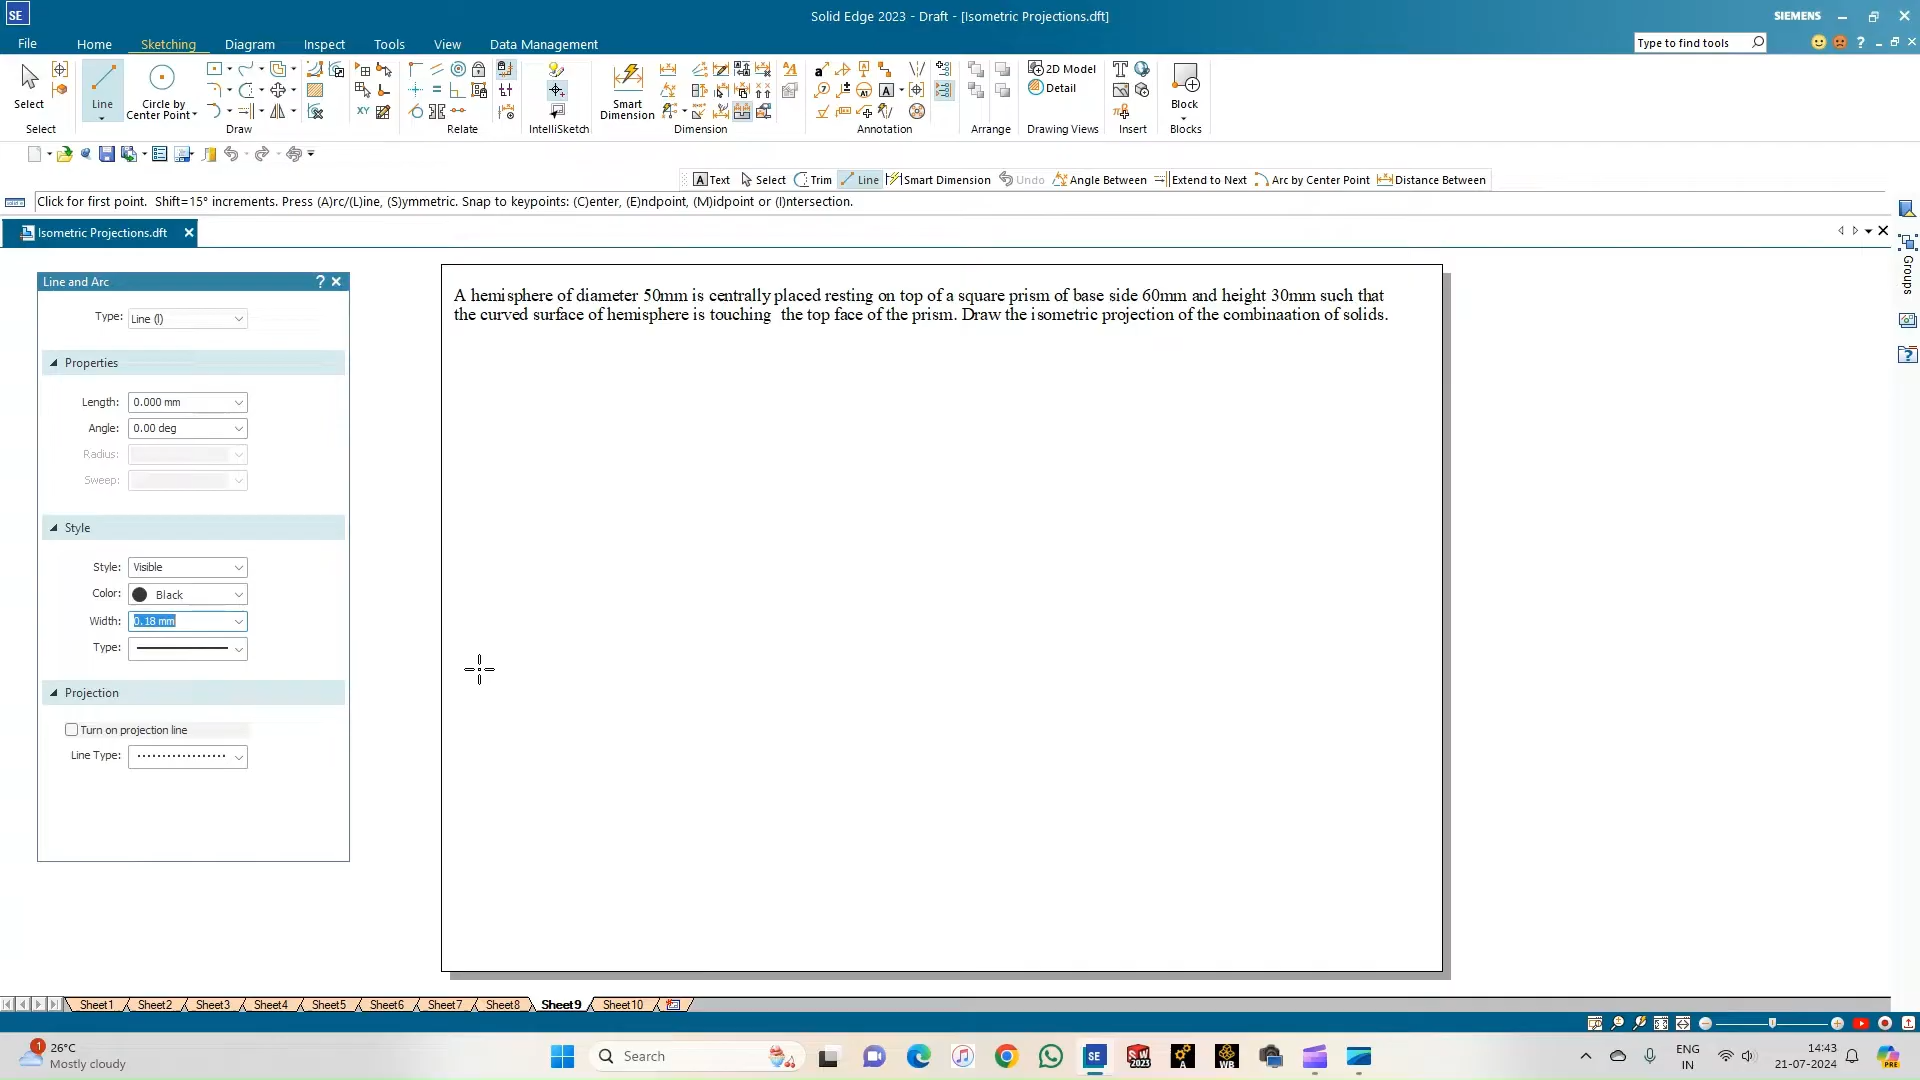 SE
Solid Edge 2023 - Draft - [Isometric Projections.dft]
SIEMENS
File
Home
Sketching
Diagram
Inspect
Tools
View
Data Management
Type to find tools
Select
Line
Circle by
Center Point
Smart
Dimension
2D Model
Detail
Block
Select
Draw
Relate
IntelliSketch
Dimension
Annotation
Arrange
Drawing Views
Insert
Blocks
Text
Select
Trim
Line
Smart Dimension
Undo
Angle Between
Extend to Next
Arc by Center Point
Distance Between
Click for first point.  Shift=15° increments. Press (A)rc/(L)ine, (S)ymmetric. Snap to keypoints: (C)enter, (E)ndpoint, (M)idpoint or (I)ntersection.
Isometric Projections.dft
Groups
Line and Arc
Type: Line (l)
Properties
Length: 0.000 mm
Angle: 0.00 deg
Radius:
Sweep:
Style
Style: Visible
Color: Black
Width: 0.18 mm
Type:
Projection
Turn on projection line
Line Type:
A hemisphere of diameter 50mm is centrally placed resting on top of a square prism of base side 60mm and height 30mm such that
the curved surface of hemisphere is touching  the top face of the prism. Draw the isometric projection of the combinaation of solids.
Sheet1
Sheet2
Sheet3
Sheet4
Sheet5
Sheet6
Sheet7
Sheet8
Sheet9
Sheet10
1
26°C
Mostly cloudy
Search
SE
SW
2023
A
WB
ENG
IN
14:43
21-07-2024
PRE